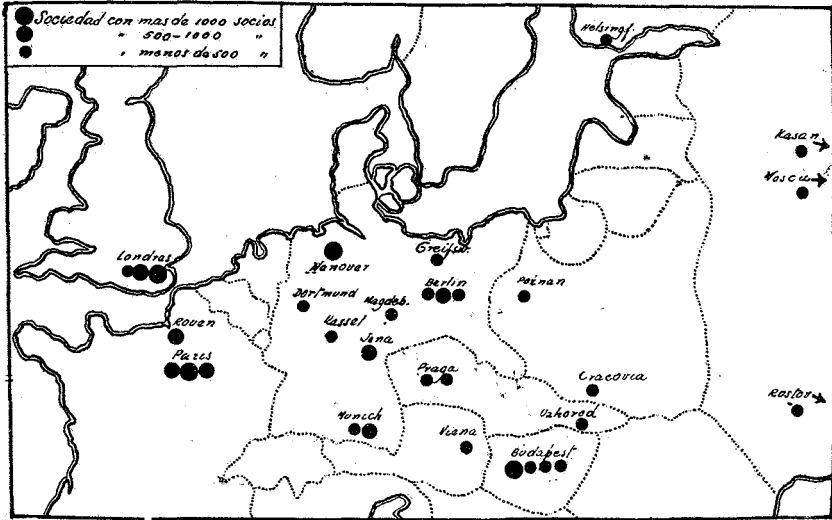 Sociedad con mas de 1000 socios
" 500-1000 "
" menos de 500 "
Helsingf.
Kasan
Moscu
Londres
Hanover
Greifsw.
Dortmund
Magdeb.
Berlin
Poznan
Rouen
Kassel
Jena
Paris
Praga
Cracovia
Rostov
Munich
Viena
Uzhorod
Budapest